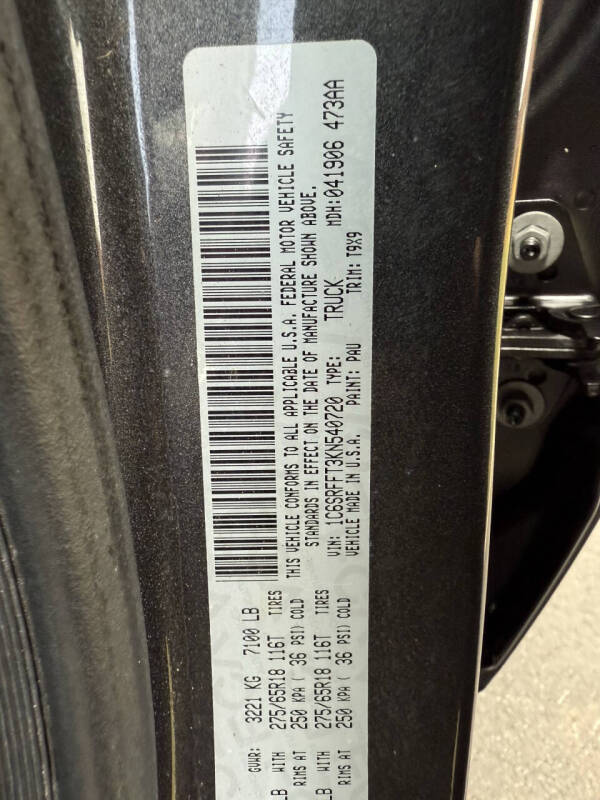 GVWR: 3221 KG 7100 LB
LB WITH 275/65R18 116T TIRES
RIMS AT 250 KPA ( 36 PSI) COLD
LB WITH 275/65R18 116T TIRES
RIMS AT 250 KPA ( 36 PSI) COLD
THIS VEHICLE CONFORMS TO ALL APPLICABLE U.S.A. FEDERAL MOTOR VEHICLE SAFETY
STANDARDS IN EFFECT ON THE DATE OF MANUFACTURE SHOWN ABOVE.
VIN: 1C6SRFFT3KN540720 TYPE: TRUCK MDH:041906 473AA
VEHICLE MADE IN U.S.A. PAINT: PAU TRIM: T9X9